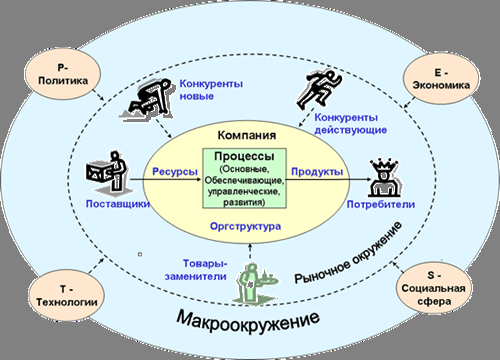 P-
Политика
E -
Экономика
Конкуренты
новые
Конкуренты
действующие
Компания
Процессы
(Основные,
Обеспечивающие,
управленческие,
развития)
Ресурсы
Продукты
Поставщики
Потребители
Оргструктура
Товары-
заменители
Рыночное окружение
T -
Технологии
S -
Социальная
сфера
Макроокружение